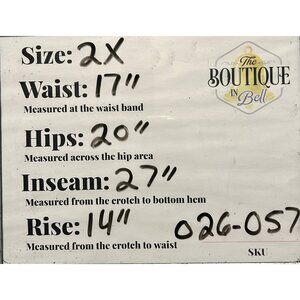 Size: 2X
The
BOUTIQUE
IN
Bell
Waist: 17"
Measured at the waist band
Hips: 20"
Measured across the hip area
Inseam: 27"
Measured from the crotch to bottom hem
Rise: 14"
Measured from the crotch to waist
026-057
SKU